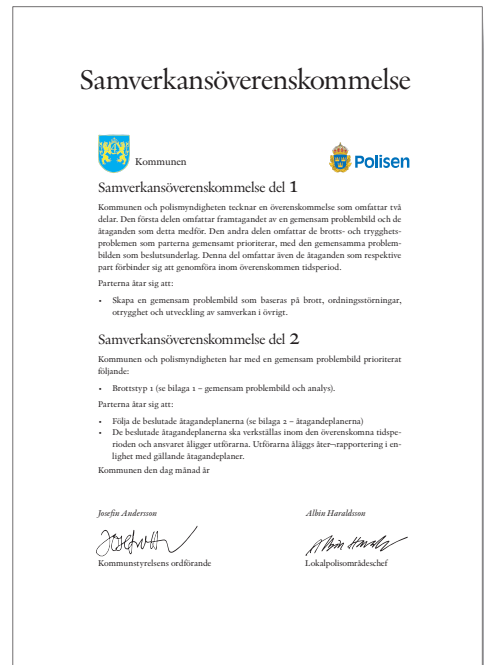 Samverkansöverenskommelse
Kommunen
Polisen
Samverkansöverenskommelse del 1
Kommunen och polismyndigheten tecknar en överenskommelse som omfattar två
delar. Den första delen omfattar framtagandet av en gemensam problembild och de
åtaganden som detta medför. Den andra delen omfattar de brotts- och trygghets-
problemen som parterna gemensamt prioriterar, med den gemensamma problem-
bilden som beslutsunderlag. Denna del omfattar även de åtaganden som respektive
part förbinder sig att genomföra inom överenskommen tidsperiod.
Parterna åtar sig att:
• Skapa en gemensam problembild som baseras på brott, ordningsstörningar,
otrygghet och utveckling av samverkan i övrigt.
Samverkansöverenskommelse del 2
Kommunen och polismyndigheten har med en gemensam problembild prioriterat
följande:
• Brottstyp 1 (se bilaga 1 – gemensam problembild och analys).
Parterna åtar sig att:
• Följa de beslutade åtagandeplanerna (se bilaga 2 – åtagandeplanerna)
• De beslutade åtagandeplanerna ska verkställas inom den överenskomna tidspe-
rioden och ansvaret åligger utförarna. Utförarna åläggs åter¬rapportering i en-
lighet med gällande åtagandeplaner.
Kommunen den dag månad år
Josefin Andersson
Albin Haraldsson
Kommunstyrelsens ordförande
Lokalpolisområdeschef